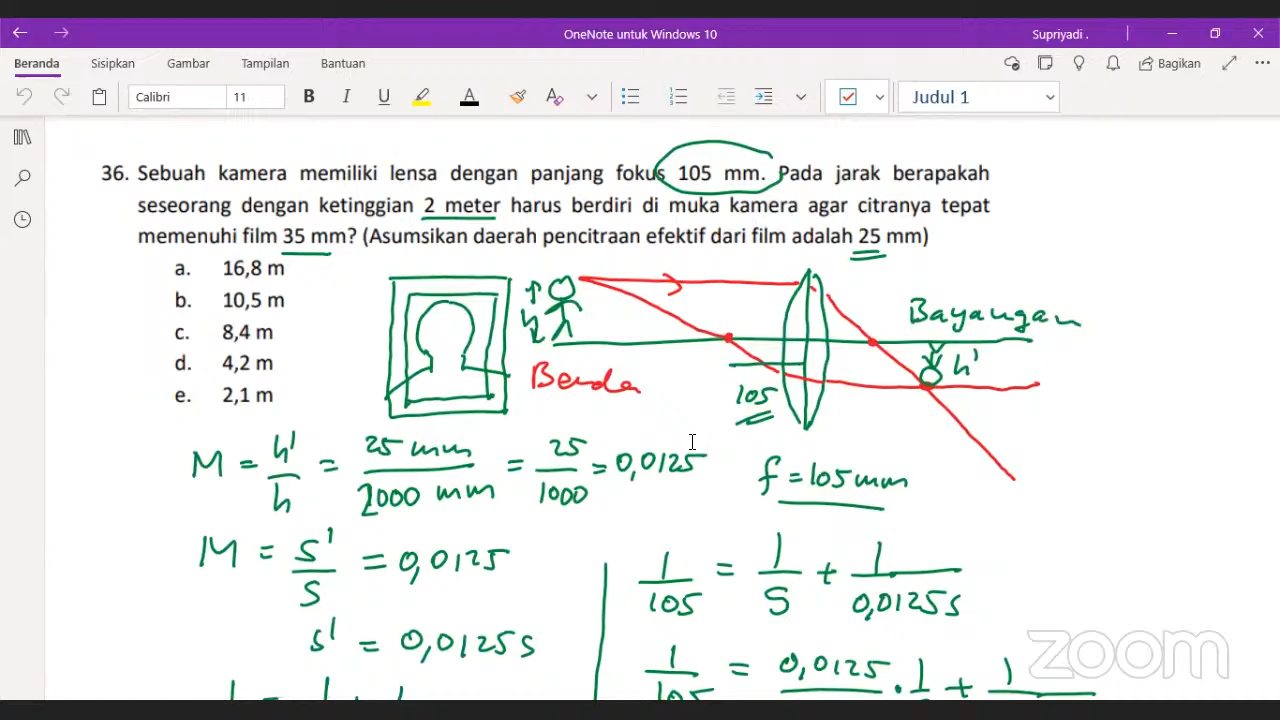 OneNote untuk Windows 10
Supriyadi .
Beranda Sisipkan Gambar Tampilan Bantuan
Bagikan
Calibri 11 B I U A Judul 1
36. Sebuah kamera memiliki lensa dengan panjang fokus 105 mm. Pada jarak berapakah
seseorang dengan ketinggian 2 meter harus berdiri di muka kamera agar citranya tepat
memenuhi film 35 mm? (Asumsikan daerah pencitraan efektif dari film adalah 25 mm)
a. 16,8 m
b. 10,5 m
c. 8,4 m
d. 4,2 m
e. 2,1 m
h
Benda
105
Bayangan
h'
M = h'/h = 25 mm/2000 mm = 25/1000 = 0,0125
f = 105 mm
M = s'/s = 0,0125
s' = 0,0125s
1/105 = 1/s + 1/0,0125s
1/105 = 0,0125 . 1/ + 1/
zoom